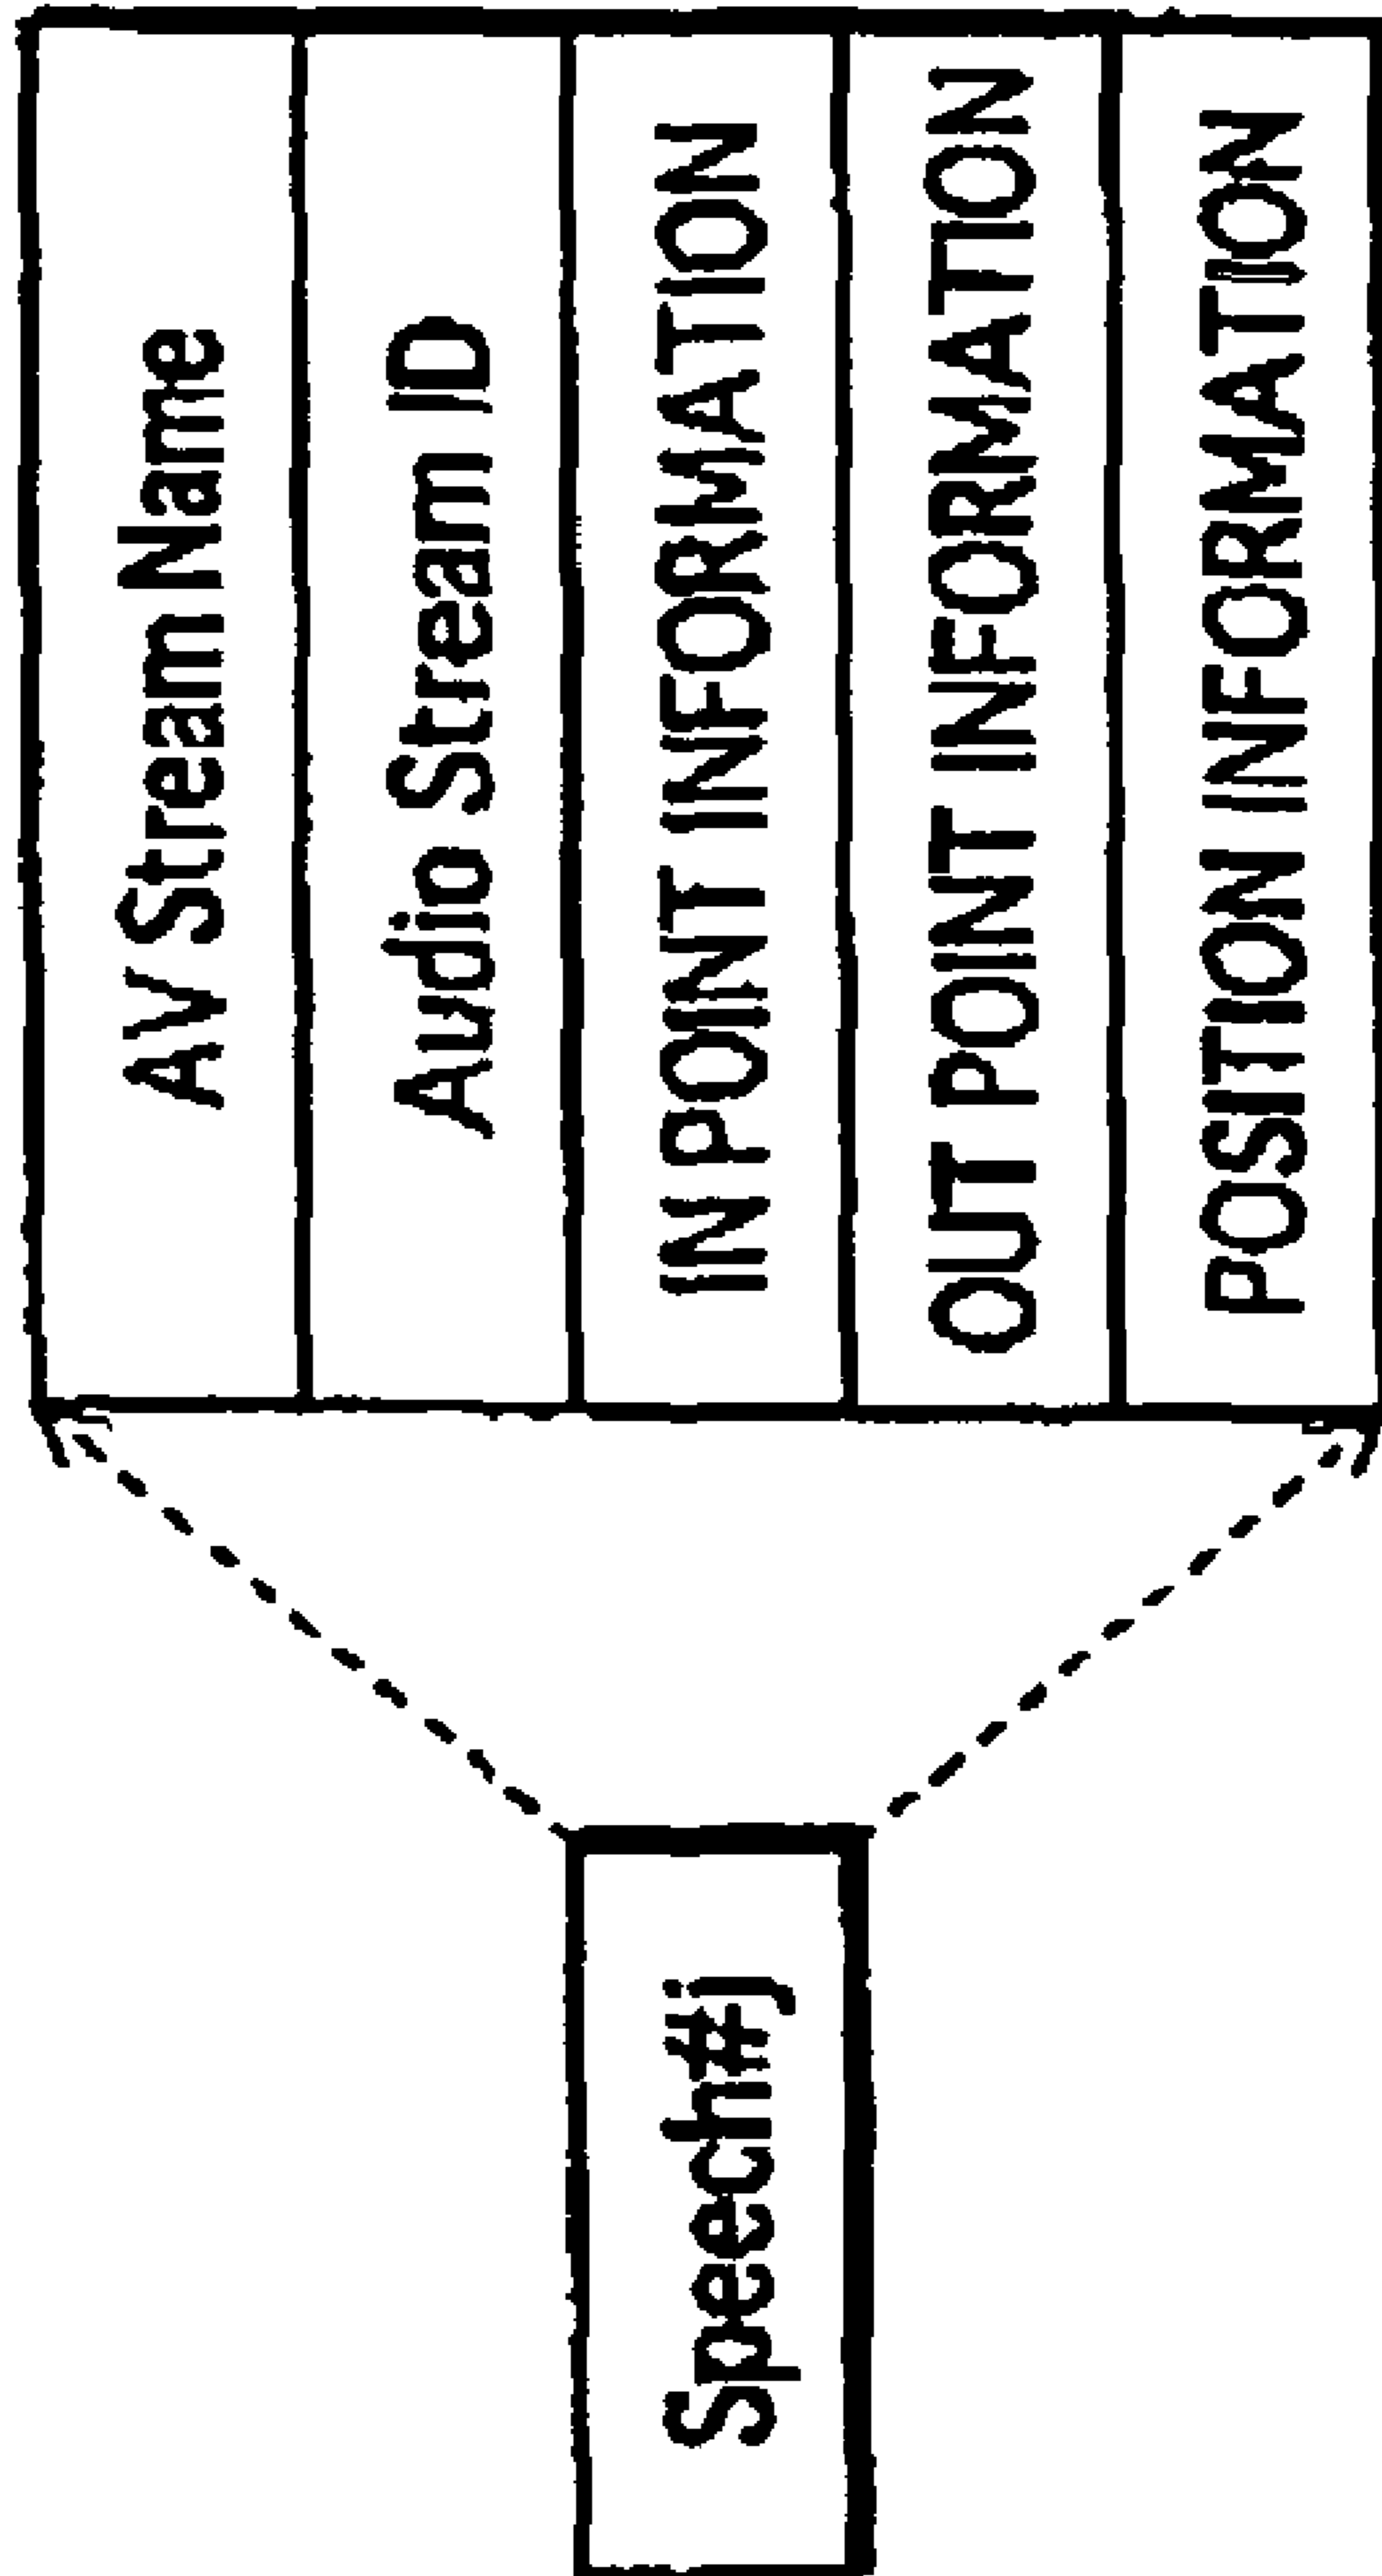 Speech#j
AV Stream Name
Audio Stream ID
IN POINT INFORMATION
OUT POINT INFORMATION
POSITION INFORMATION